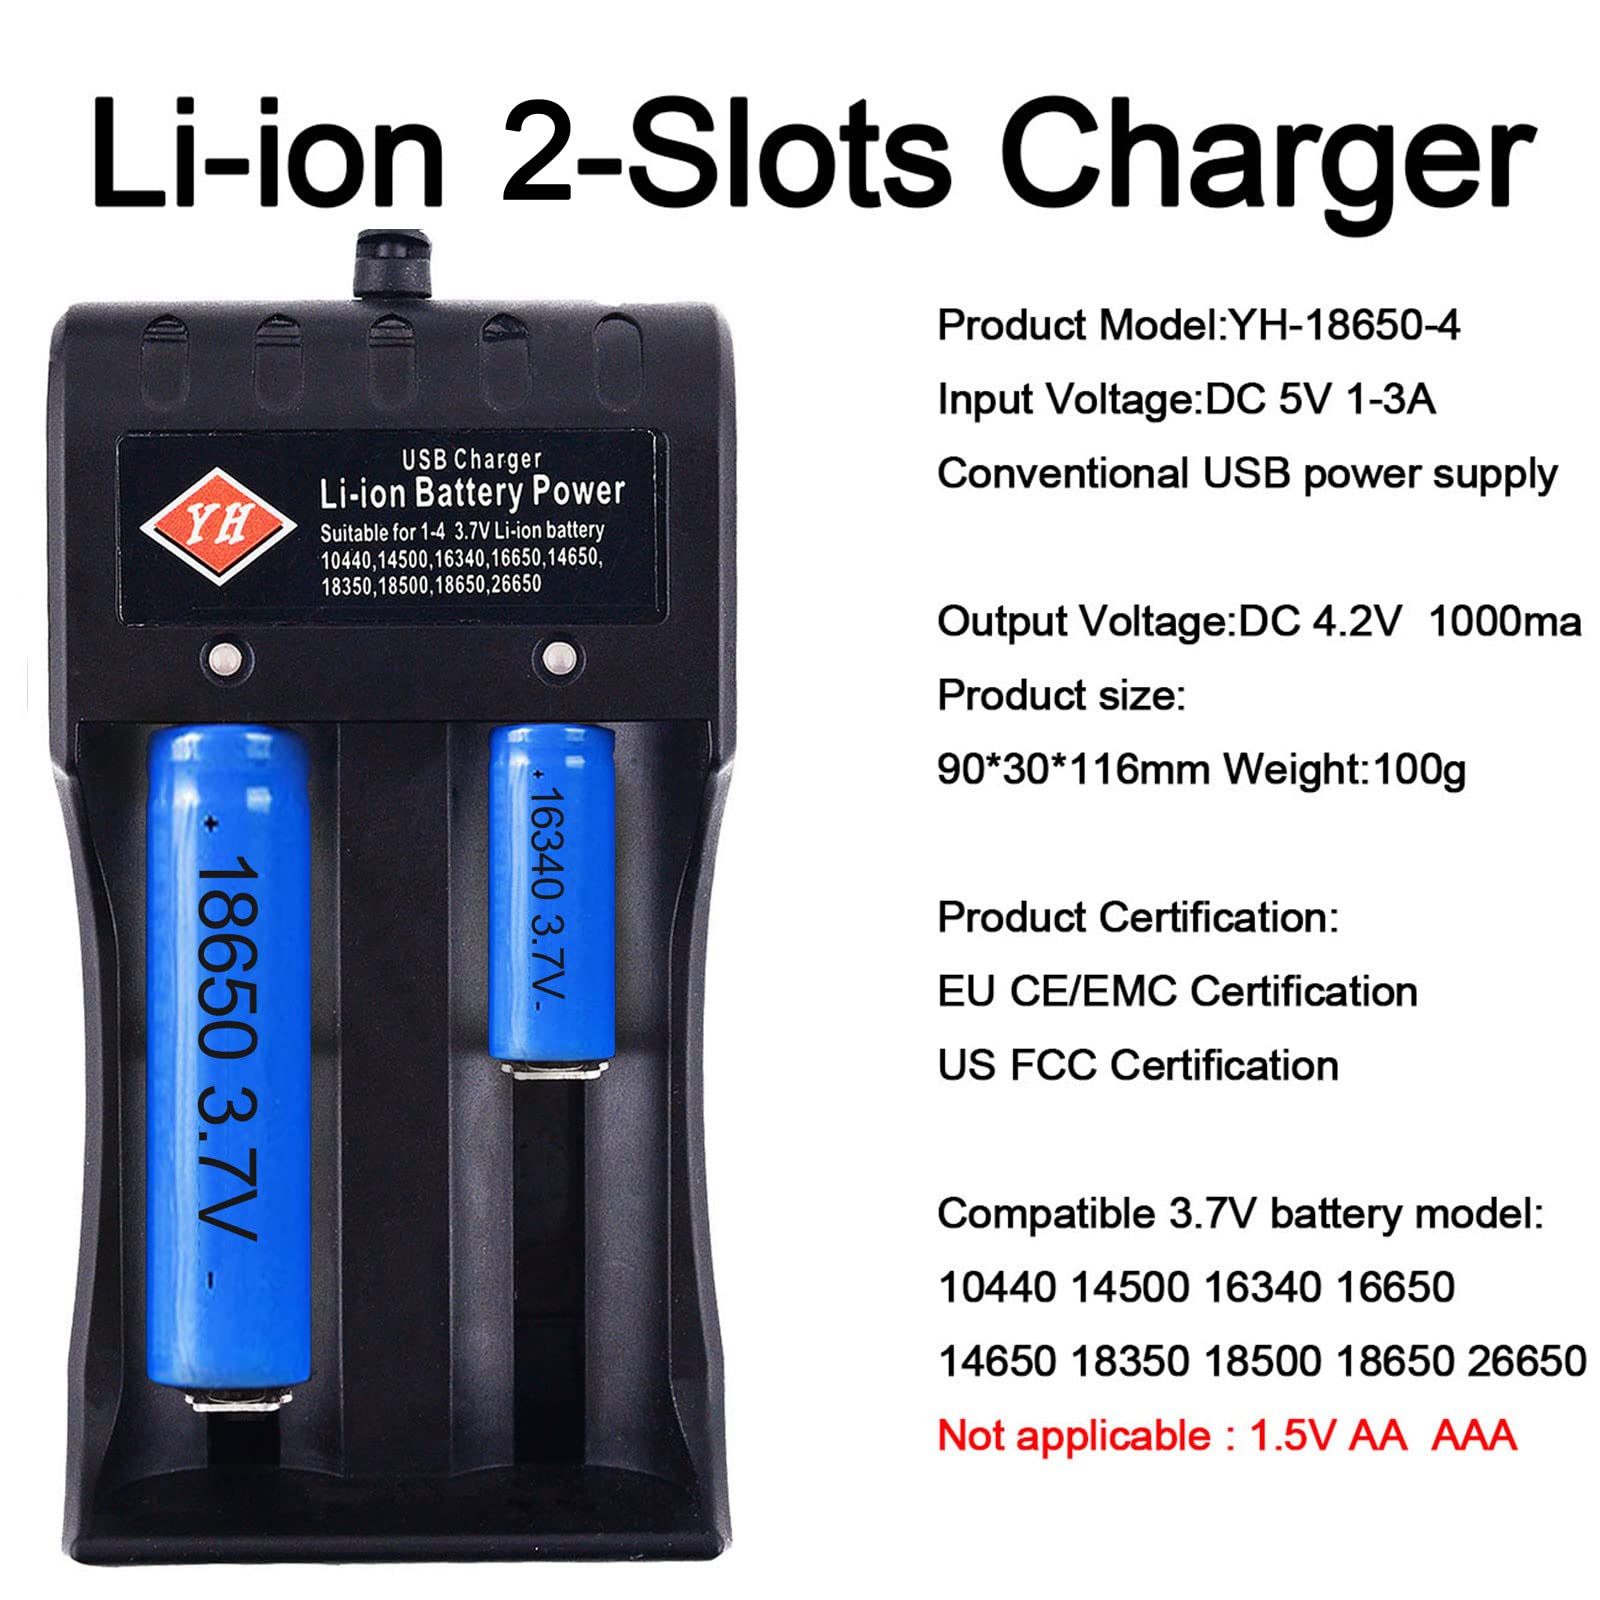 Li-ion 2-Slots Charger
USB Charger
Li-ion Battery Power
YH
Suitable for 1-4 3.7V Li-ion battery
10440,14500,16340,16650,14650,
18350,18500,18650,26650
+
18650 3.7V
-
+
16340 3.7V
-
Product Model:YH-18650-4
Input Voltage:DC 5V 1-3A
Conventional USB power supply
Output Voltage:DC 4.2V 1000ma
Product size:
90*30*116mm Weight:100g
Product Certification:
EU CE/EMC Certification
US FCC Certification
Compatible 3.7V battery model:
10440 14500 16340 16650
14650 18350 18500 18650 26650
Not applicable : 1.5V AA AAA